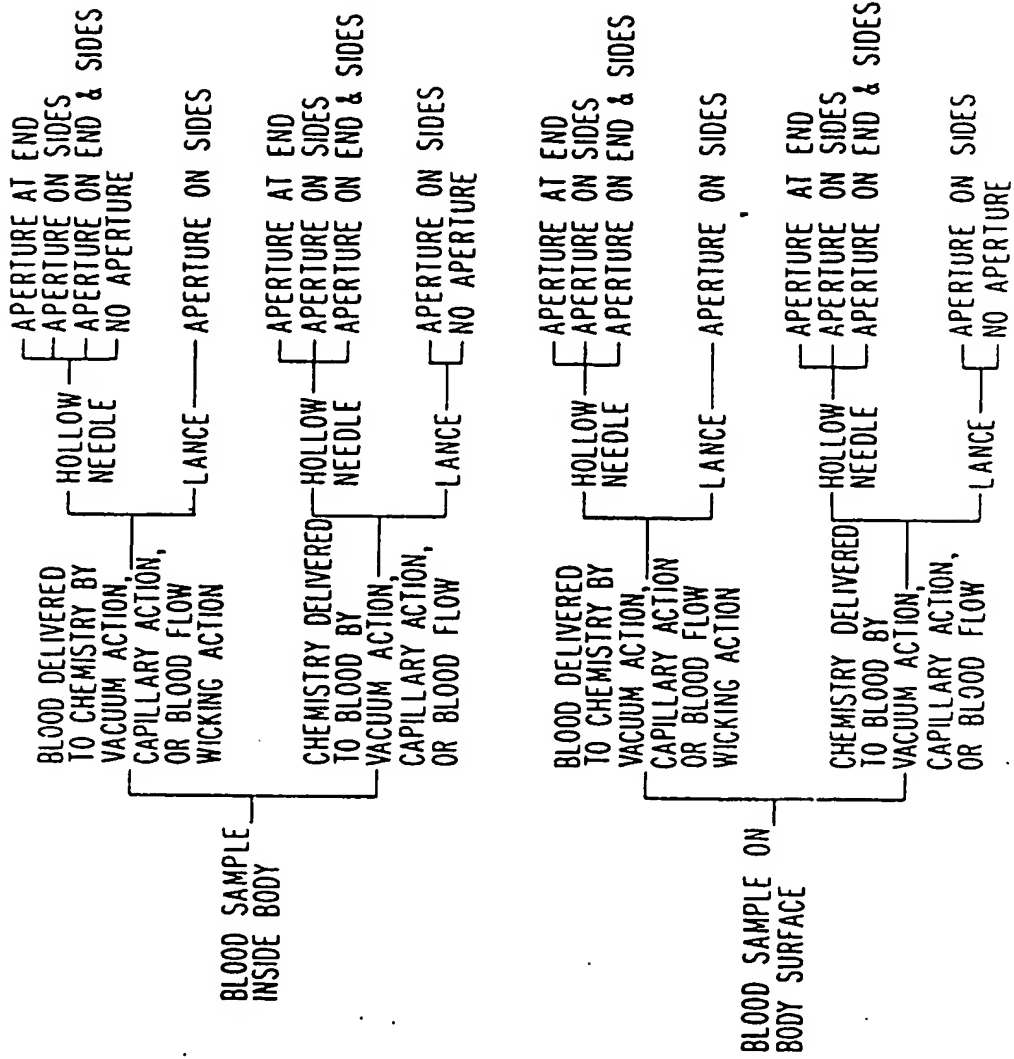 BLOOD SAMPLE
INSIDE BODY
BLOOD DELIVERED
TO CHEMISTRY BY
VACUUM ACTION,
CAPILLARY ACTION,
OR BLOOD FLOW
WICKING ACTION
HOLLOW
NEEDLE
APERTURE AT END
APERTURE ON SIDES
APERTURE ON END & SIDES
NO APERTURE
LANCE
APERTURE ON SIDES
CHEMISTRY DELIVERED
TO BLOOD BY
VACUUM ACTION,
CAPILLARY ACTION,
OR BLOOD FLOW
HOLLOW
NEEDLE
APERTURE AT END
APERTURE ON SIDES
APERTURE ON END & SIDES
LANCE
APERTURE ON SIDES
NO APERTURE
BLOOD SAMPLE ON
BODY SURFACE
BLOOD DELIVERED
TO CHEMISTRY BY
VACUUM ACTION,
CAPILLARY ACTION
OR BLOOD FLOW
WICKING ACTION
HOLLOW
NEEDLE
APERTURE AT END
APERTURE ON SIDES
APERTURE ON END & SIDES
LANCE
APERTURE ON SIDES
CHEMISTRY DELIVERED
TO BLOOD BY
VACUUM ACTION,
CAPILLARY ACTION,
OR BLOOD FLOW
HOLLOW
NEEDLE
APERTURE AT END
APERTURE ON SIDES
APERTURE ON END & SIDES
LANCE
APERTURE ON SIDES
NO APERTURE